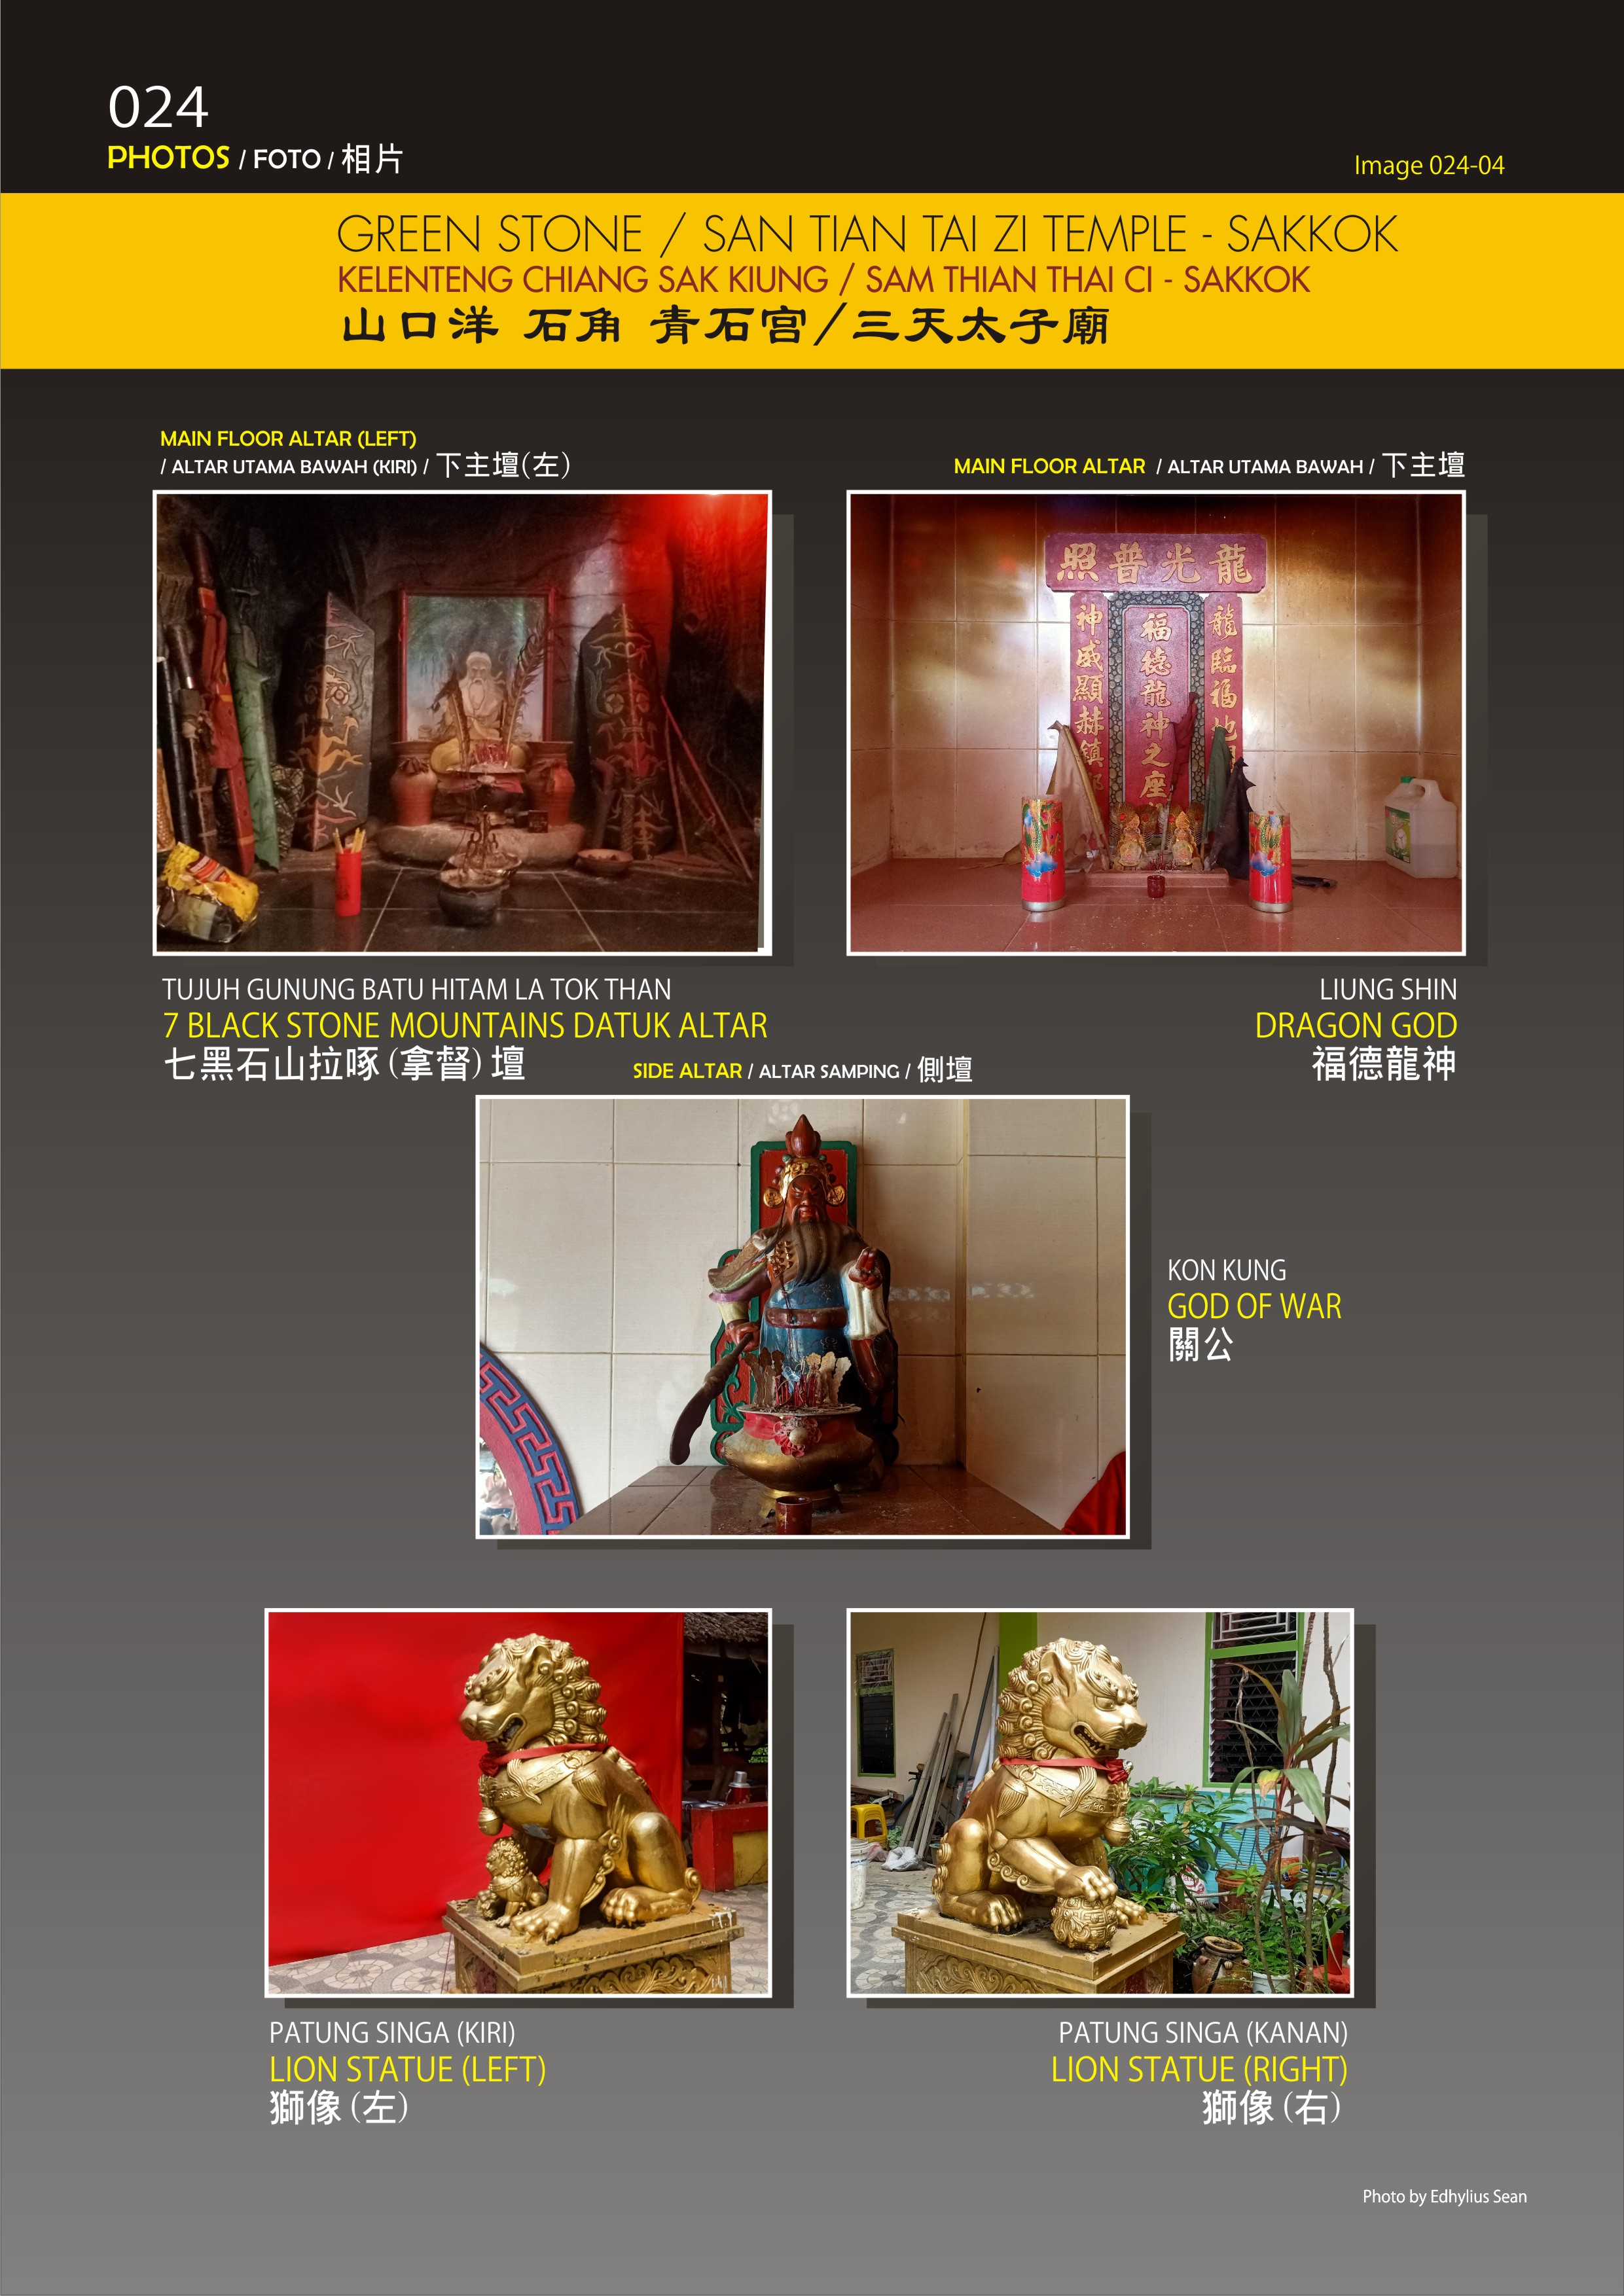 024
PHOTOS / FOTO / 相片
Image 024-04
GREEN STONE / SAN TIAN TAI ZI TEMPLE - SAKKOK
KELENTENG CHIANG SAK KIUNG / SAM THIAN THAI CI - SAKKOK
山口洋 石角 青石宫/三天太子廟
MAIN FLOOR ALTAR (LEFT)
/ ALTAR UTAMA BAWAH (KIRI) / 下主壇(左)
MAIN FLOOR ALTAR / ALTAR UTAMA BAWAH / 下主壇
照普光龍
神威顯赫鎮
福德龍神之座
龍臨福地
TUJUH GUNUNG BATU HITAM LA TOK THAN
7 BLACK STONE MOUNTAINS DATUK ALTAR
七黑石山拉啄(拿督)壇
LIUNG SHIN
DRAGON GOD
福德龍神
SIDE ALTAR / ALTAR SAMPING / 側壇
KON KUNG
GOD OF WAR
關公
PATUNG SINGA (KIRI)
LION STATUE (LEFT)
獅像(左)
PATUNG SINGA (KANAN)
LION STATUE (RIGHT)
獅像(右)
Photo by Edhylius Sean